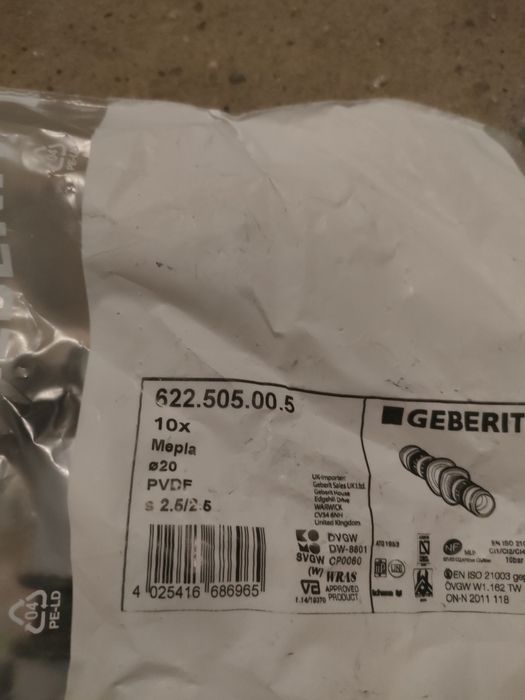 622.505.00.5
10x
Mepla
ø20
PVDF
s 2.5/2.5
4 025416 686965
UK-Importer:
Geberit Sales UK Ltd.
Geberit House
Edgehill Drive
WARWICK
CV34 6NH
United Kingdom
DVGW
DW-8601
SVGW CP0060
(W) WRAS
APPROVED
PRODUCT
GEBERIT
NF
EN ISO 21003
ÖVGW W1.162 TW
ON-N 2011 118
04
PE-LD